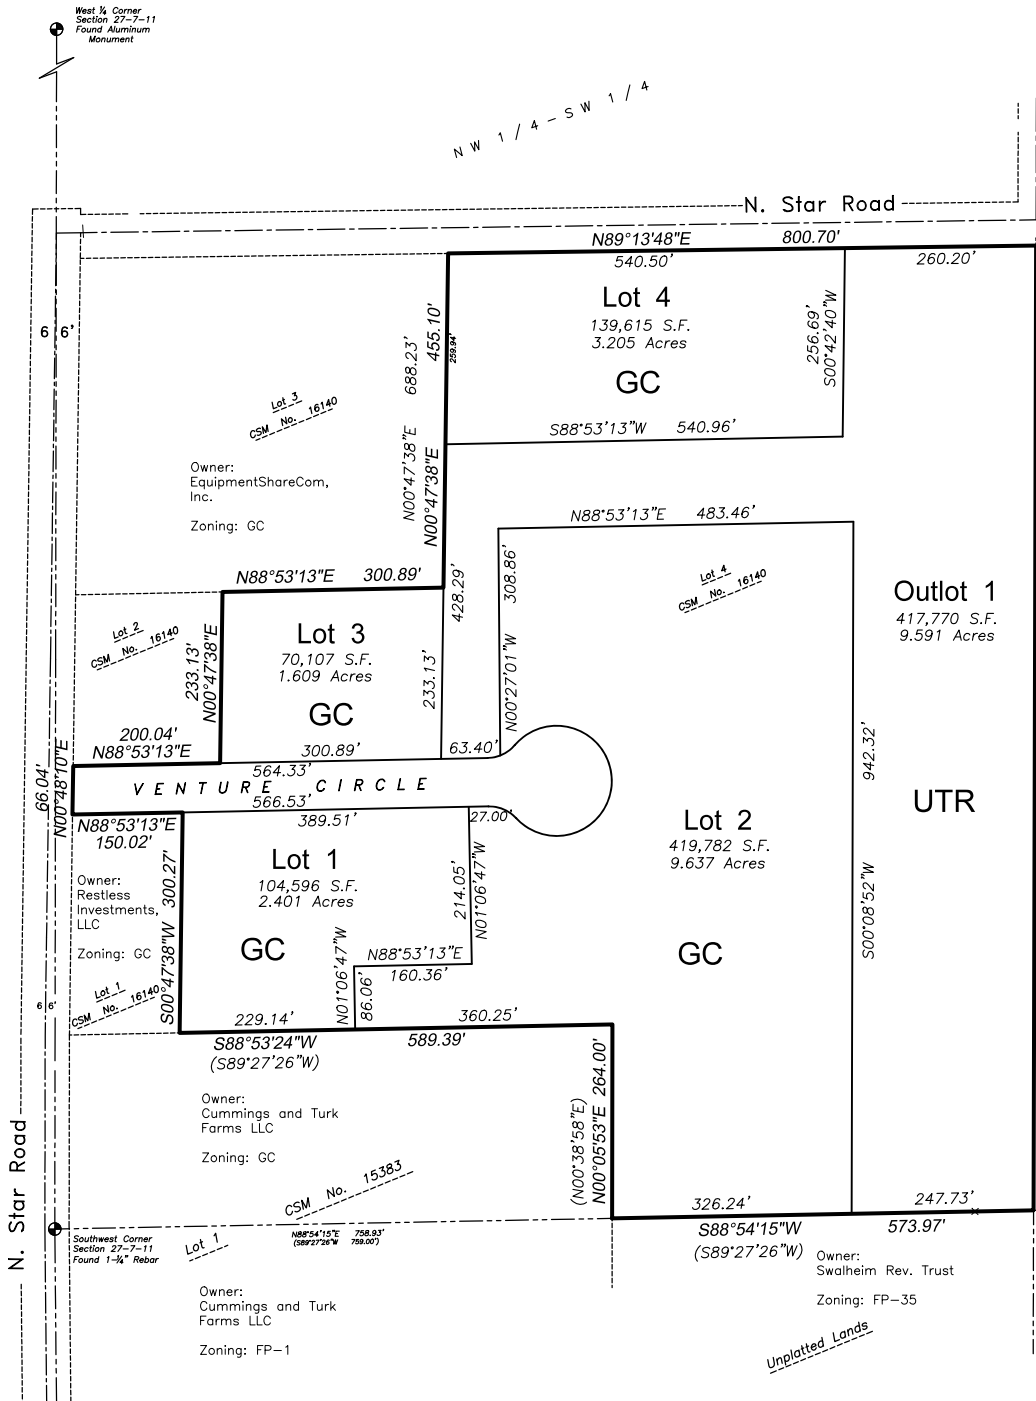 West ¼ Corner
Section 27-7-11
Found Aluminum
Monument
NW 1/4-SW 1/4
N. Star Road
N89°13'48"E 800.70'
540.50'
260.20'
Lot 4
139,615 S.F.
3.205 Acres
GC
256.69'
S00°42'40"W
6 6'
688.23'
N00°47'38"E
455.10'
N00°47'38"E
259.94'
Lot 3
CSM No. 16140
Owner:
EquipmentShareCom,
Inc.
Zoning: GC
S88°53'13"W 540.96'
N88°53'13"E 483.46'
N88°53'13"E 300.89'
428.29'
308.86'
N00°27'01"W
Lot 4
CSM No. 16140
Outlot 1
417,770 S.F.
9.591 Acres
Lot 2
CSM No. 16140
233.13'
N00°47'38"E
Lot 3
70,107 S.F.
1.609 Acres
GC
233.13'
200.04'
N88°53'13"E
300.89'
63.40'
564.33'
VENTURE CIRCLE
566.53'
66.04'
N00°48'10"E
942.32'
S00°08'52"W
UTR
N88°53'13"E
150.02'
389.51'
27.00'
Lot 2
419,782 S.F.
9.637 Acres
GC
Lot 1
104,596 S.F.
2.401 Acres
GC
Owner:
Restless
Investments,
LLC
Zoning: GC
S00°47'38"W 300.27'
214.05'
N01°06'47"W
N88°53'13"E
160.36'
N01°06'47"W
86.06'
Lot 1
CSM No. 16140
6 6'
229.14'
360.25'
S88°53'24"W 589.39'
(S89°27'26"W)
(N00°38'58"E)
N00°05'53"E 264.00'
Owner:
Cummings and Turk
Farms LLC
Zoning: GC
CSM No. 15383
Lot 1
326.24'
247.73'
S88°54'15"W 573.97'
(S89°27'26"W)
N. Star Road
Southwest Corner
Section 27-7-11
Found 1-¼" Rebar
N88°54'15"E 758.93'
(S89°27'26"W 759.00')
Owner:
Swalheim Rev. Trust
Zoning: FP-35
Owner:
Cummings and Turk
Farms LLC
Zoning: FP-1
Unplatted Lands